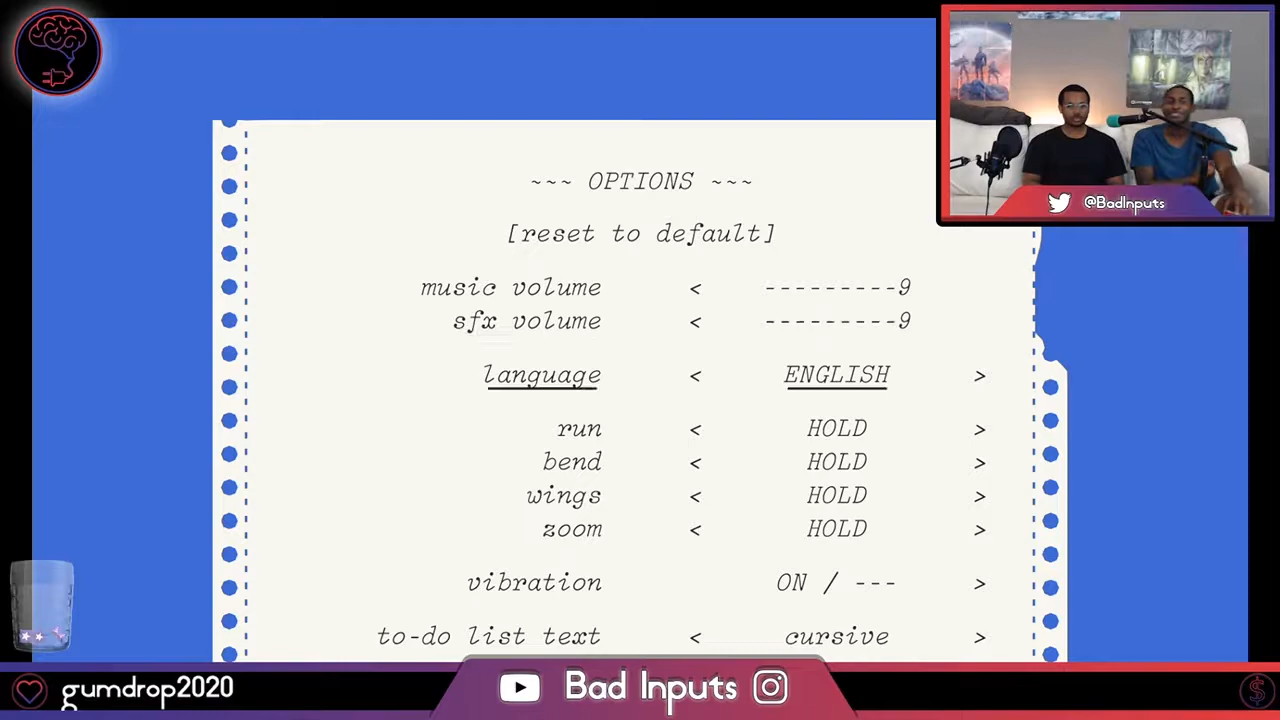 ~~~ OPTIONS ~~~
[reset to default]
music volume < ---------9
sfx volume < ---------9
language < ENGLISH >
run < HOLD >
bend < HOLD >
wings < HOLD >
zoom < HOLD >
vibration ON / --- >
to-do list text < cursive >
@BadInputs
gumdrop2020
Bad Inputs
$